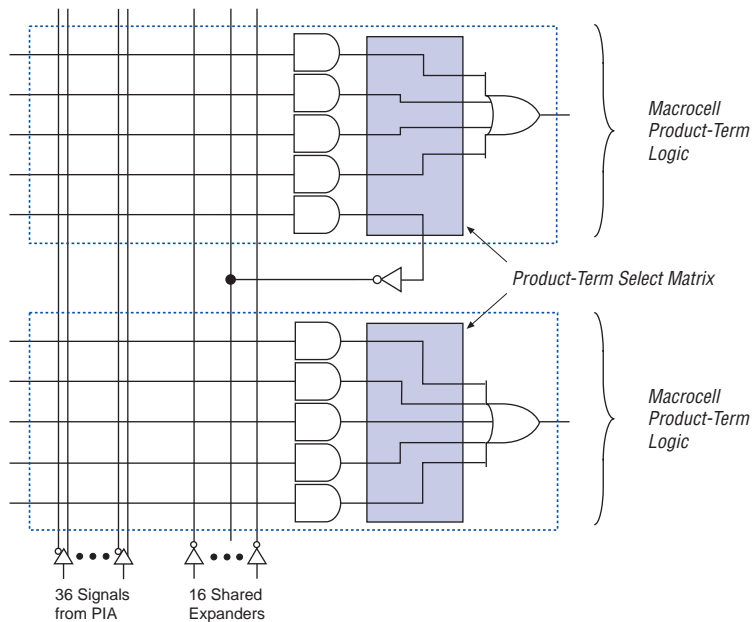 Macrocell
Product-Term
Logic
Product-Term Select Matrix
Macrocell
Product-Term
Logic
36 Signals
from PIA
16 Shared
Expanders